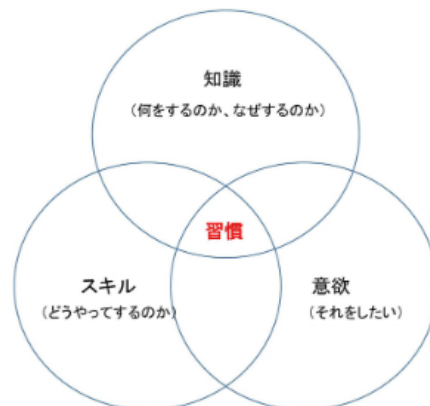 知識
（何をするのか、なぜするのか）
習慣
スキル
（どうやってするのか）
意欲
（それをしたい）